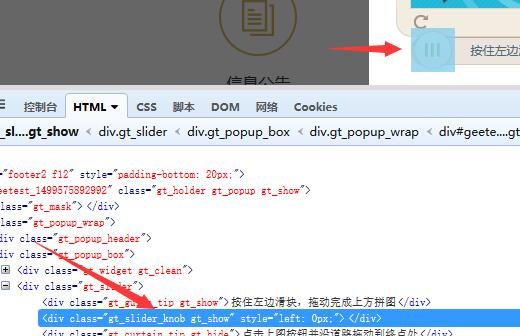 信息公告
按住左边滑
控制台 HTML CSS 脚本 DOM 网络 Cookies
_sl....gt_show < div.gt_slider < div.gt_popup_box < div.gt_popup_wrap < div#geete....gt
="footer2 f12" style="padding-bottom: 20px;">
eetest_1499575892992" class="gt_holder gt_popup gt_show">
lass="gt_mask"></div>
lass="gt_popup_wrap">
div class="gt_popup_header">
div class="gt_popup_box">
<div class="gt_widget gt_clean">
<div class="gt_slider">
<div class="gt_guide_tip gt_show">按住左边滑块，拖动完成上方拼图</div>
<div class="gt_slider_knob gt_show" style="left: 0px;"></div>
<div class="gt_curtain_tip gt_hide">点击上图按钮并沿道路拖动到终点处</div>